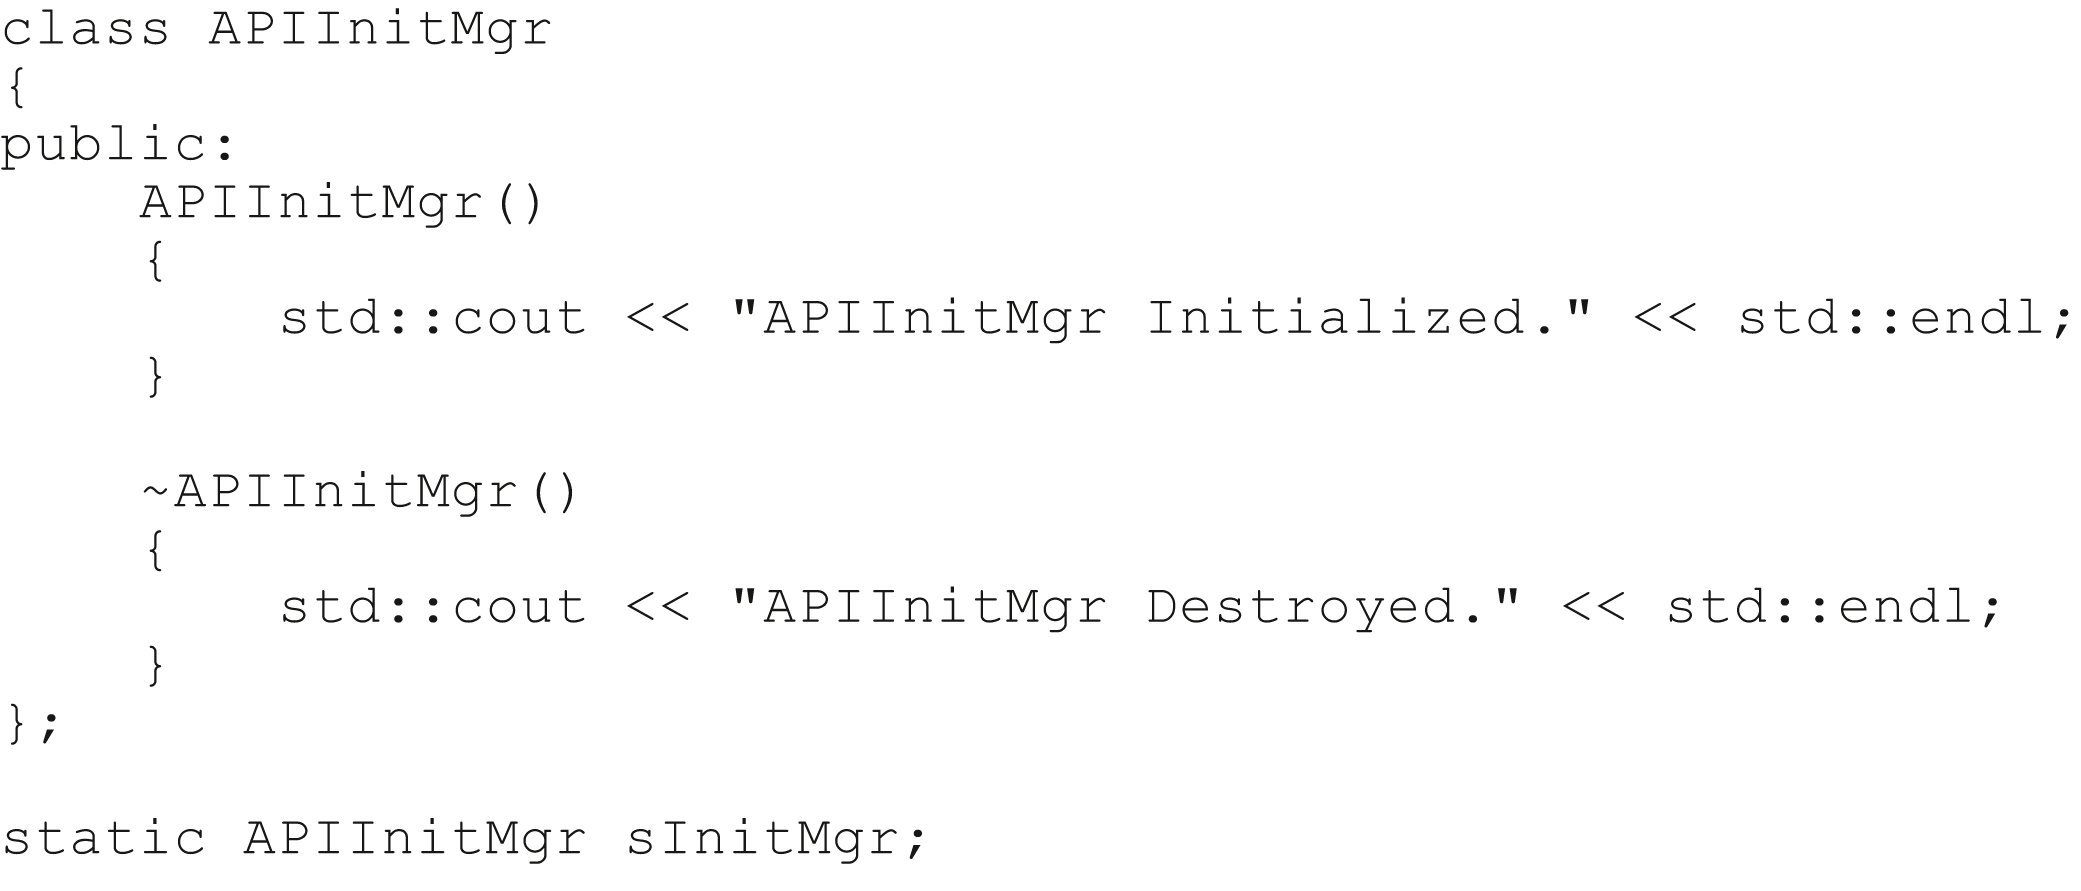 class APIInitMgr
{
public:
    APIInitMgr()
    {
        std::cout << "APIInitMgr Initialized." << std::endl;
    }

    ~APIInitMgr()
    {
        std::cout << "APIInitMgr Destroyed." << std::endl;
    }
};

static APIInitMgr sInitMgr;